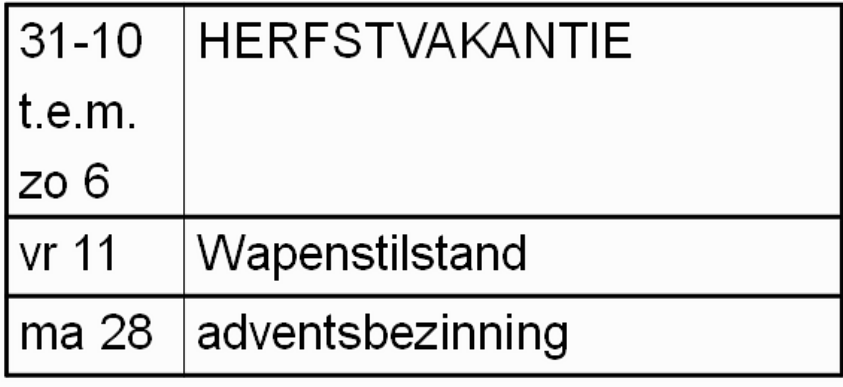 31-10 HERFSTVAKANTIE
t.e.m.
zo 6
vr 11 Wapenstilstand
ma 28 adventsbezinning